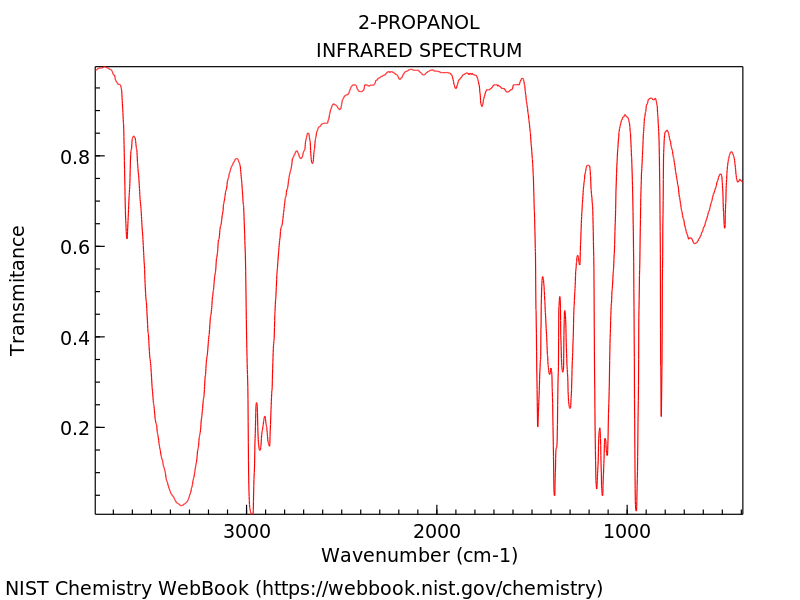 2-PROPANOL
INFRARED SPECTRUM
Transmitance
0.8
0.6
0.4
0.2
3000 2000 1000
Wavenumber (cm-1)
NIST Chemistry WebBook (https://webbook.nist.gov/chemistry)